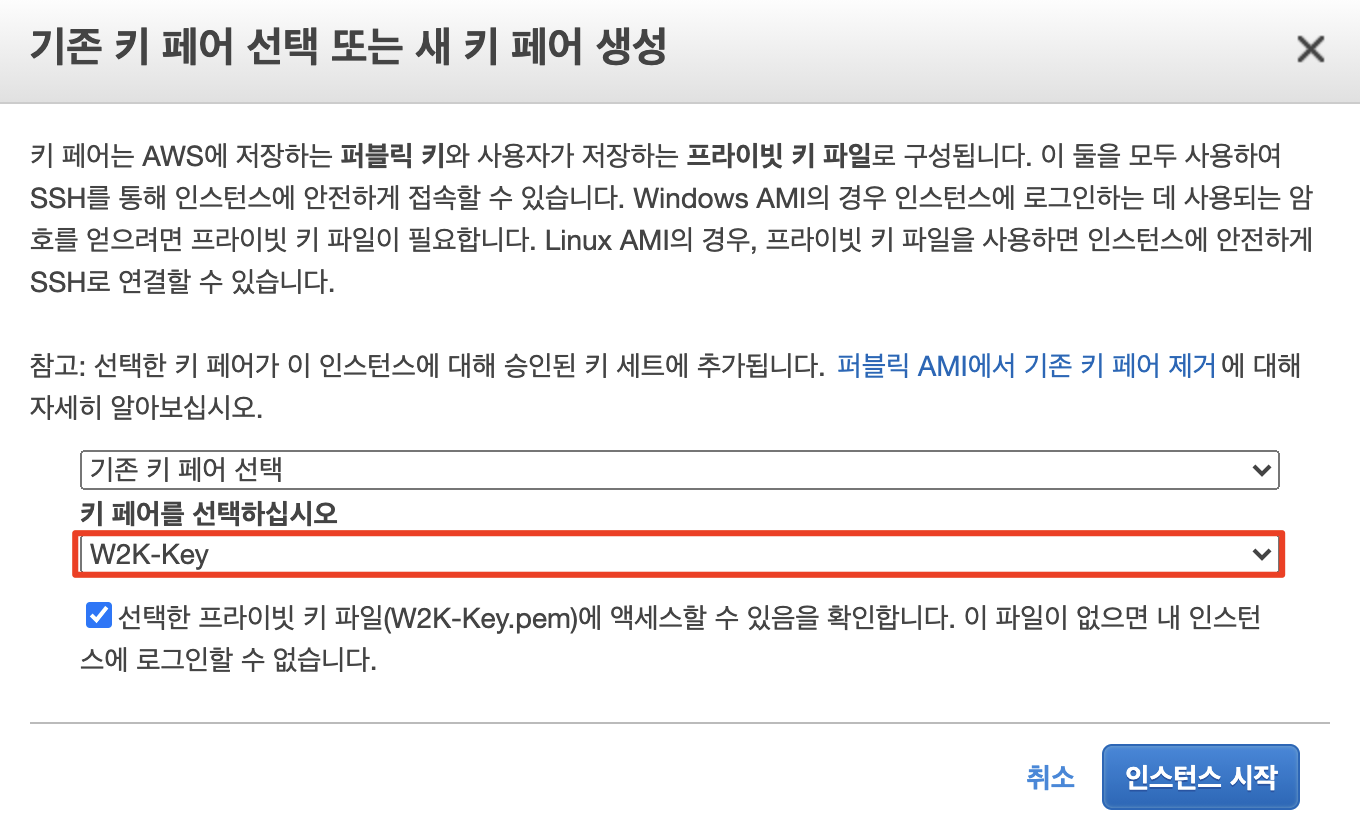 기존 키 페어 선택 또는 새 키 페어 생성
키 페어는 AWS에 저장하는 퍼블릭 키와 사용자가 저장하는 프라이빗 키 파일로 구성됩니다. 이 둘을 모두 사용하여
SSH를 통해 인스턴스에 안전하게 접속할 수 있습니다. Windows AMI의 경우 인스턴스에 로그인하는 데 사용되는 암
호를 얻으려면 프라이빗 키 파일이 필요합니다. Linux AMI의 경우, 프라이빗 키 파일을 사용하면 인스턴스에 안전하게
SSH로 연결할 수 있습니다.
참고: 선택한 키 페어가 이 인스턴스에 대해 승인된 키 세트에 추가됩니다. 퍼블릭 AMI에서 기존 키 페어 제거에 대해
자세히 알아보십시오.
기존 키 페어 선택
키 페어를 선택하십시오
W2K-Key
선택한 프라이빗 키 파일(W2K-Key.pem)에 액세스할 수 있음을 확인합니다. 이 파일이 없으면 내 인스턴
스에 로그인할 수 없습니다.
취소 인스턴스 시작